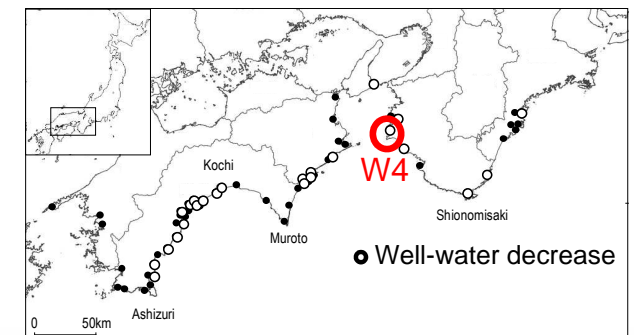 Kochi
W4
Shionomisaki
Muroto
Well-water decrease
Ashizuri
0 50km